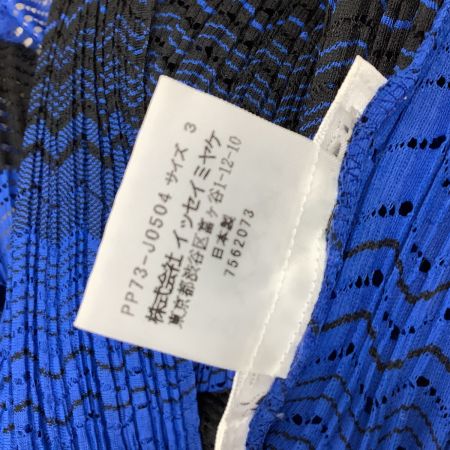 PP73-J0504 サイズ 3
株式会社 イッセイミヤケ
東京都渋谷区富ヶ谷1-12-10
日本製
7562073